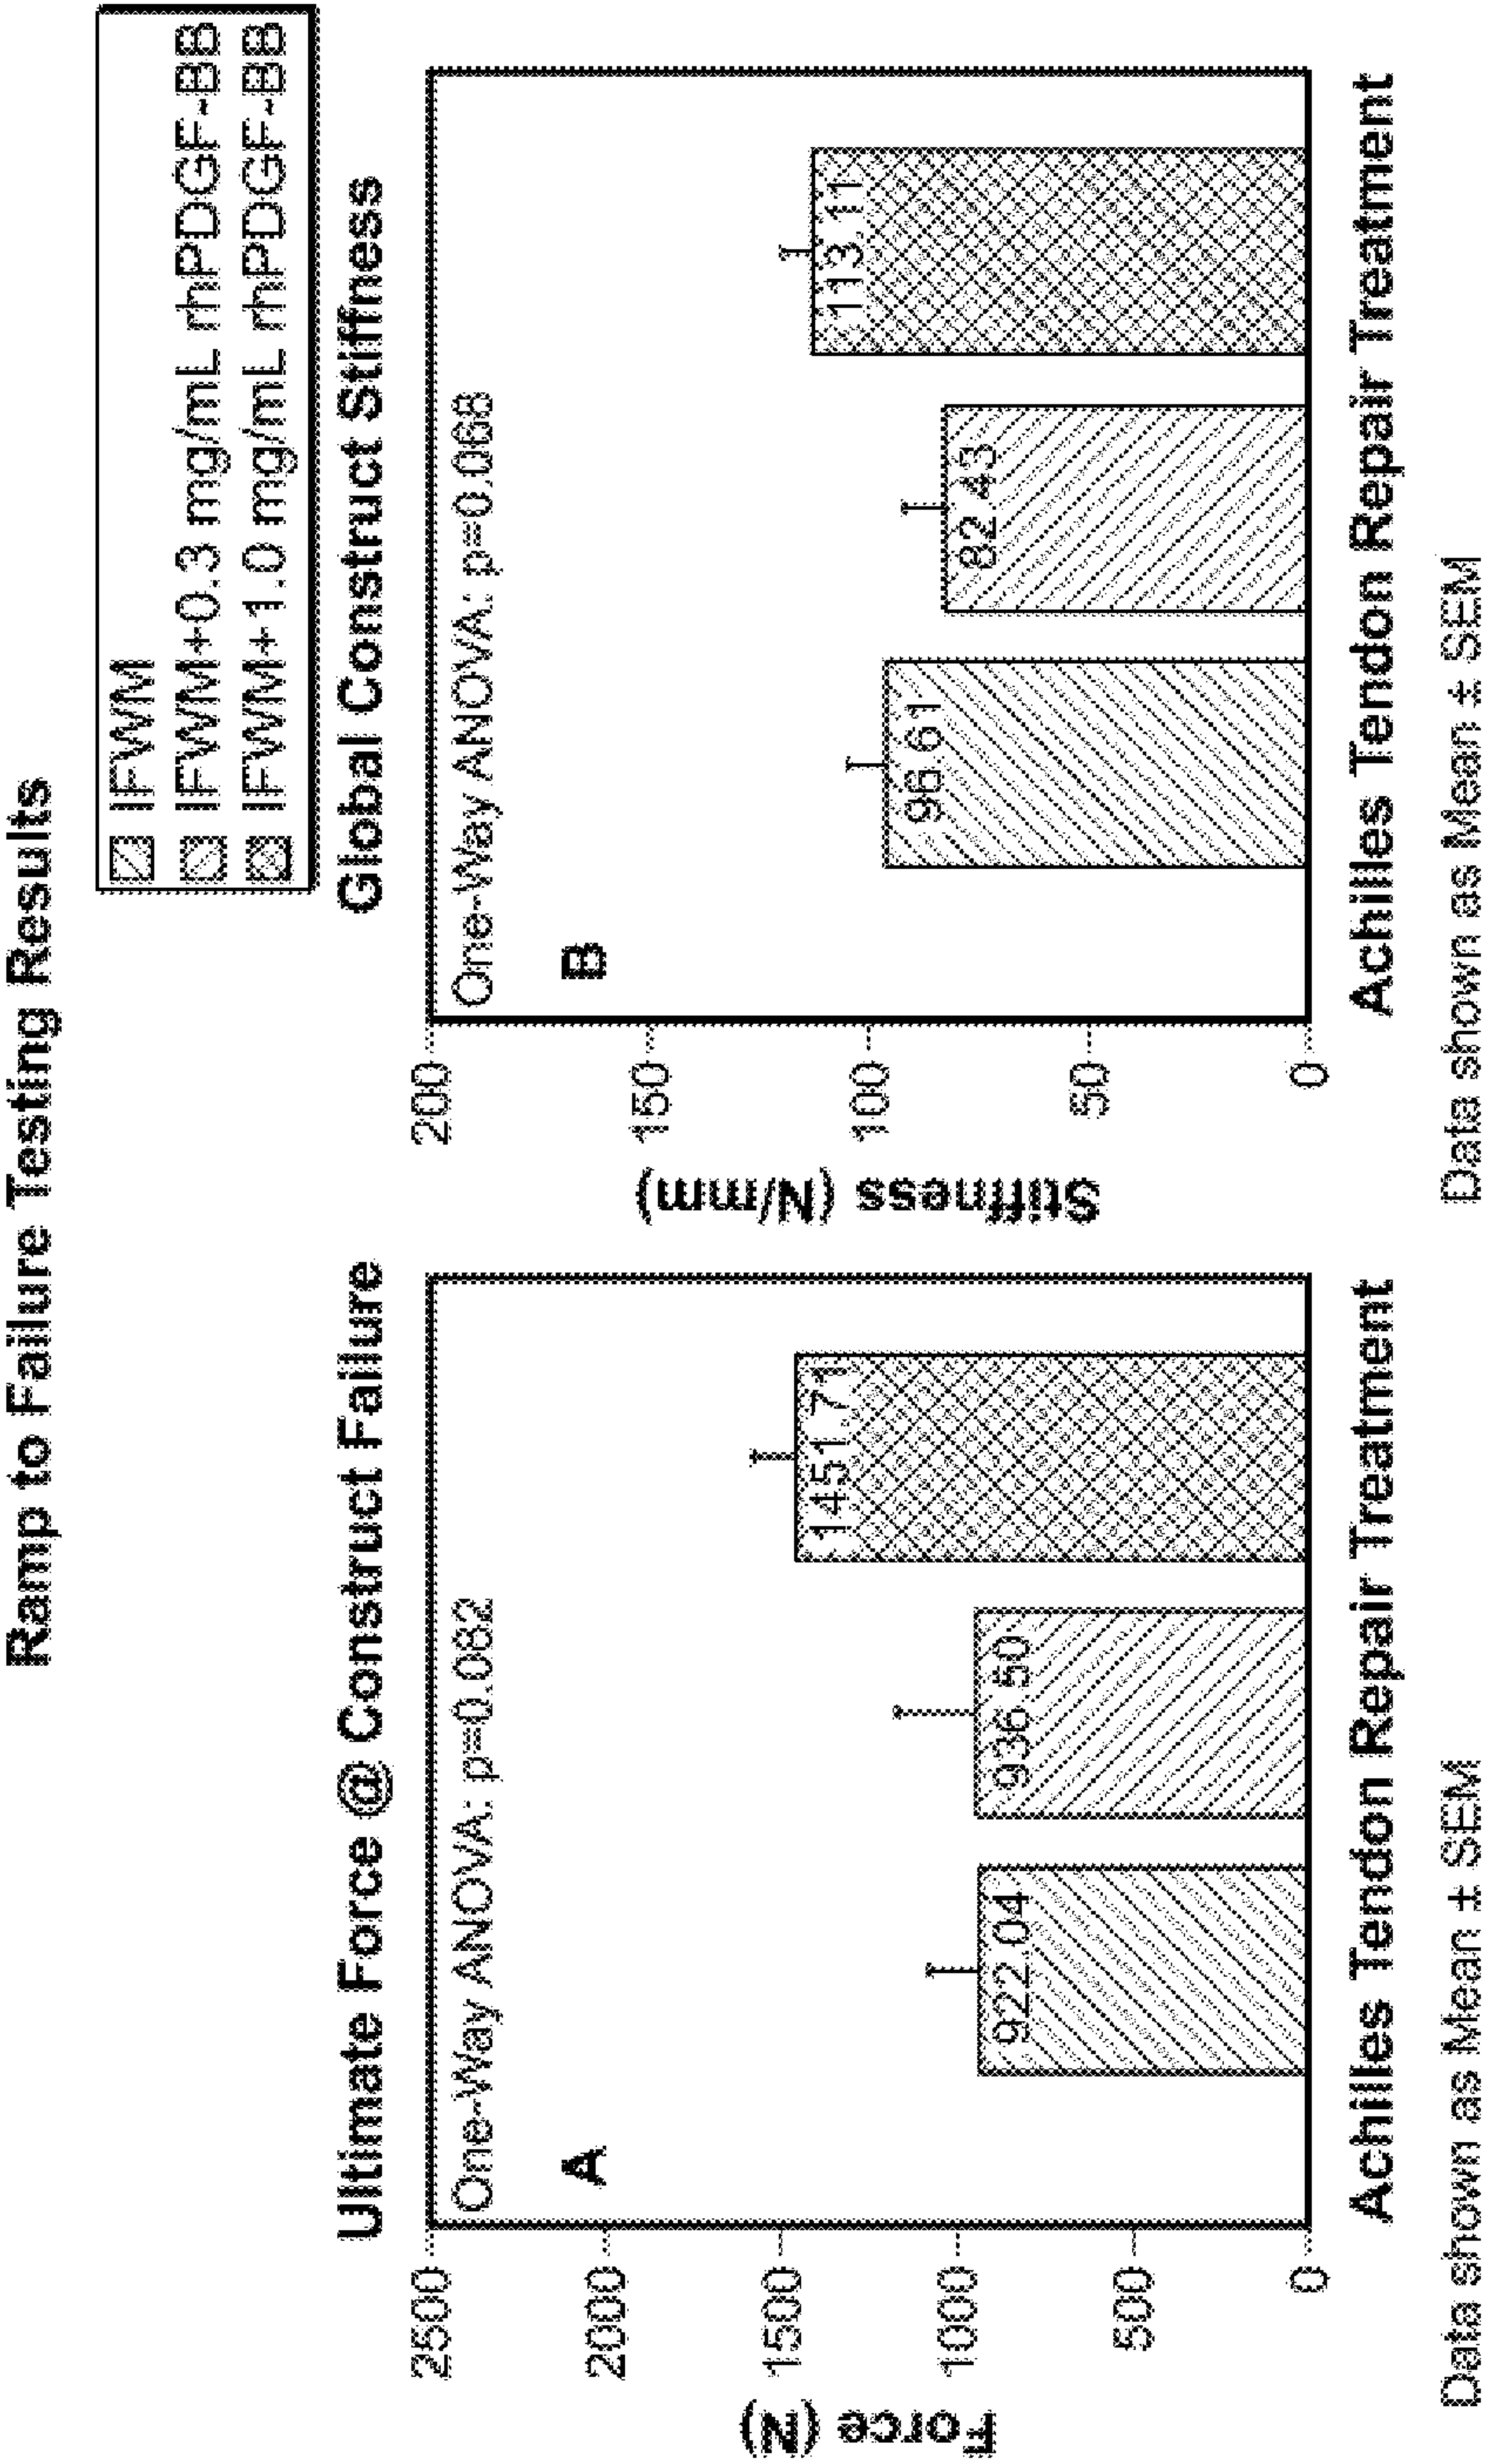 Ramp to Failure Testing Results
IFWM
IFWM+0.3 mg/mL rhPDGF-BB
IFWM+1.0 mg/mL rhPDGF-BB
Ultimate Force @ Construct Failure
One-Way ANOVA: p=0.082
A
Force (N)
2500
2000
1500
1000
500
0
922.04
936.50
1451.71
Achilles Tendon Repair Treatment
Data shown as Mean ± SEM
Global Construct Stiffness
One-Way ANOVA: p=0.068
B
Stiffness (N/mm)
200
150
100
50
0
96.61
82.43
113.11
Achilles Tendon Repair Treatment
Data shown as Mean ± SEM